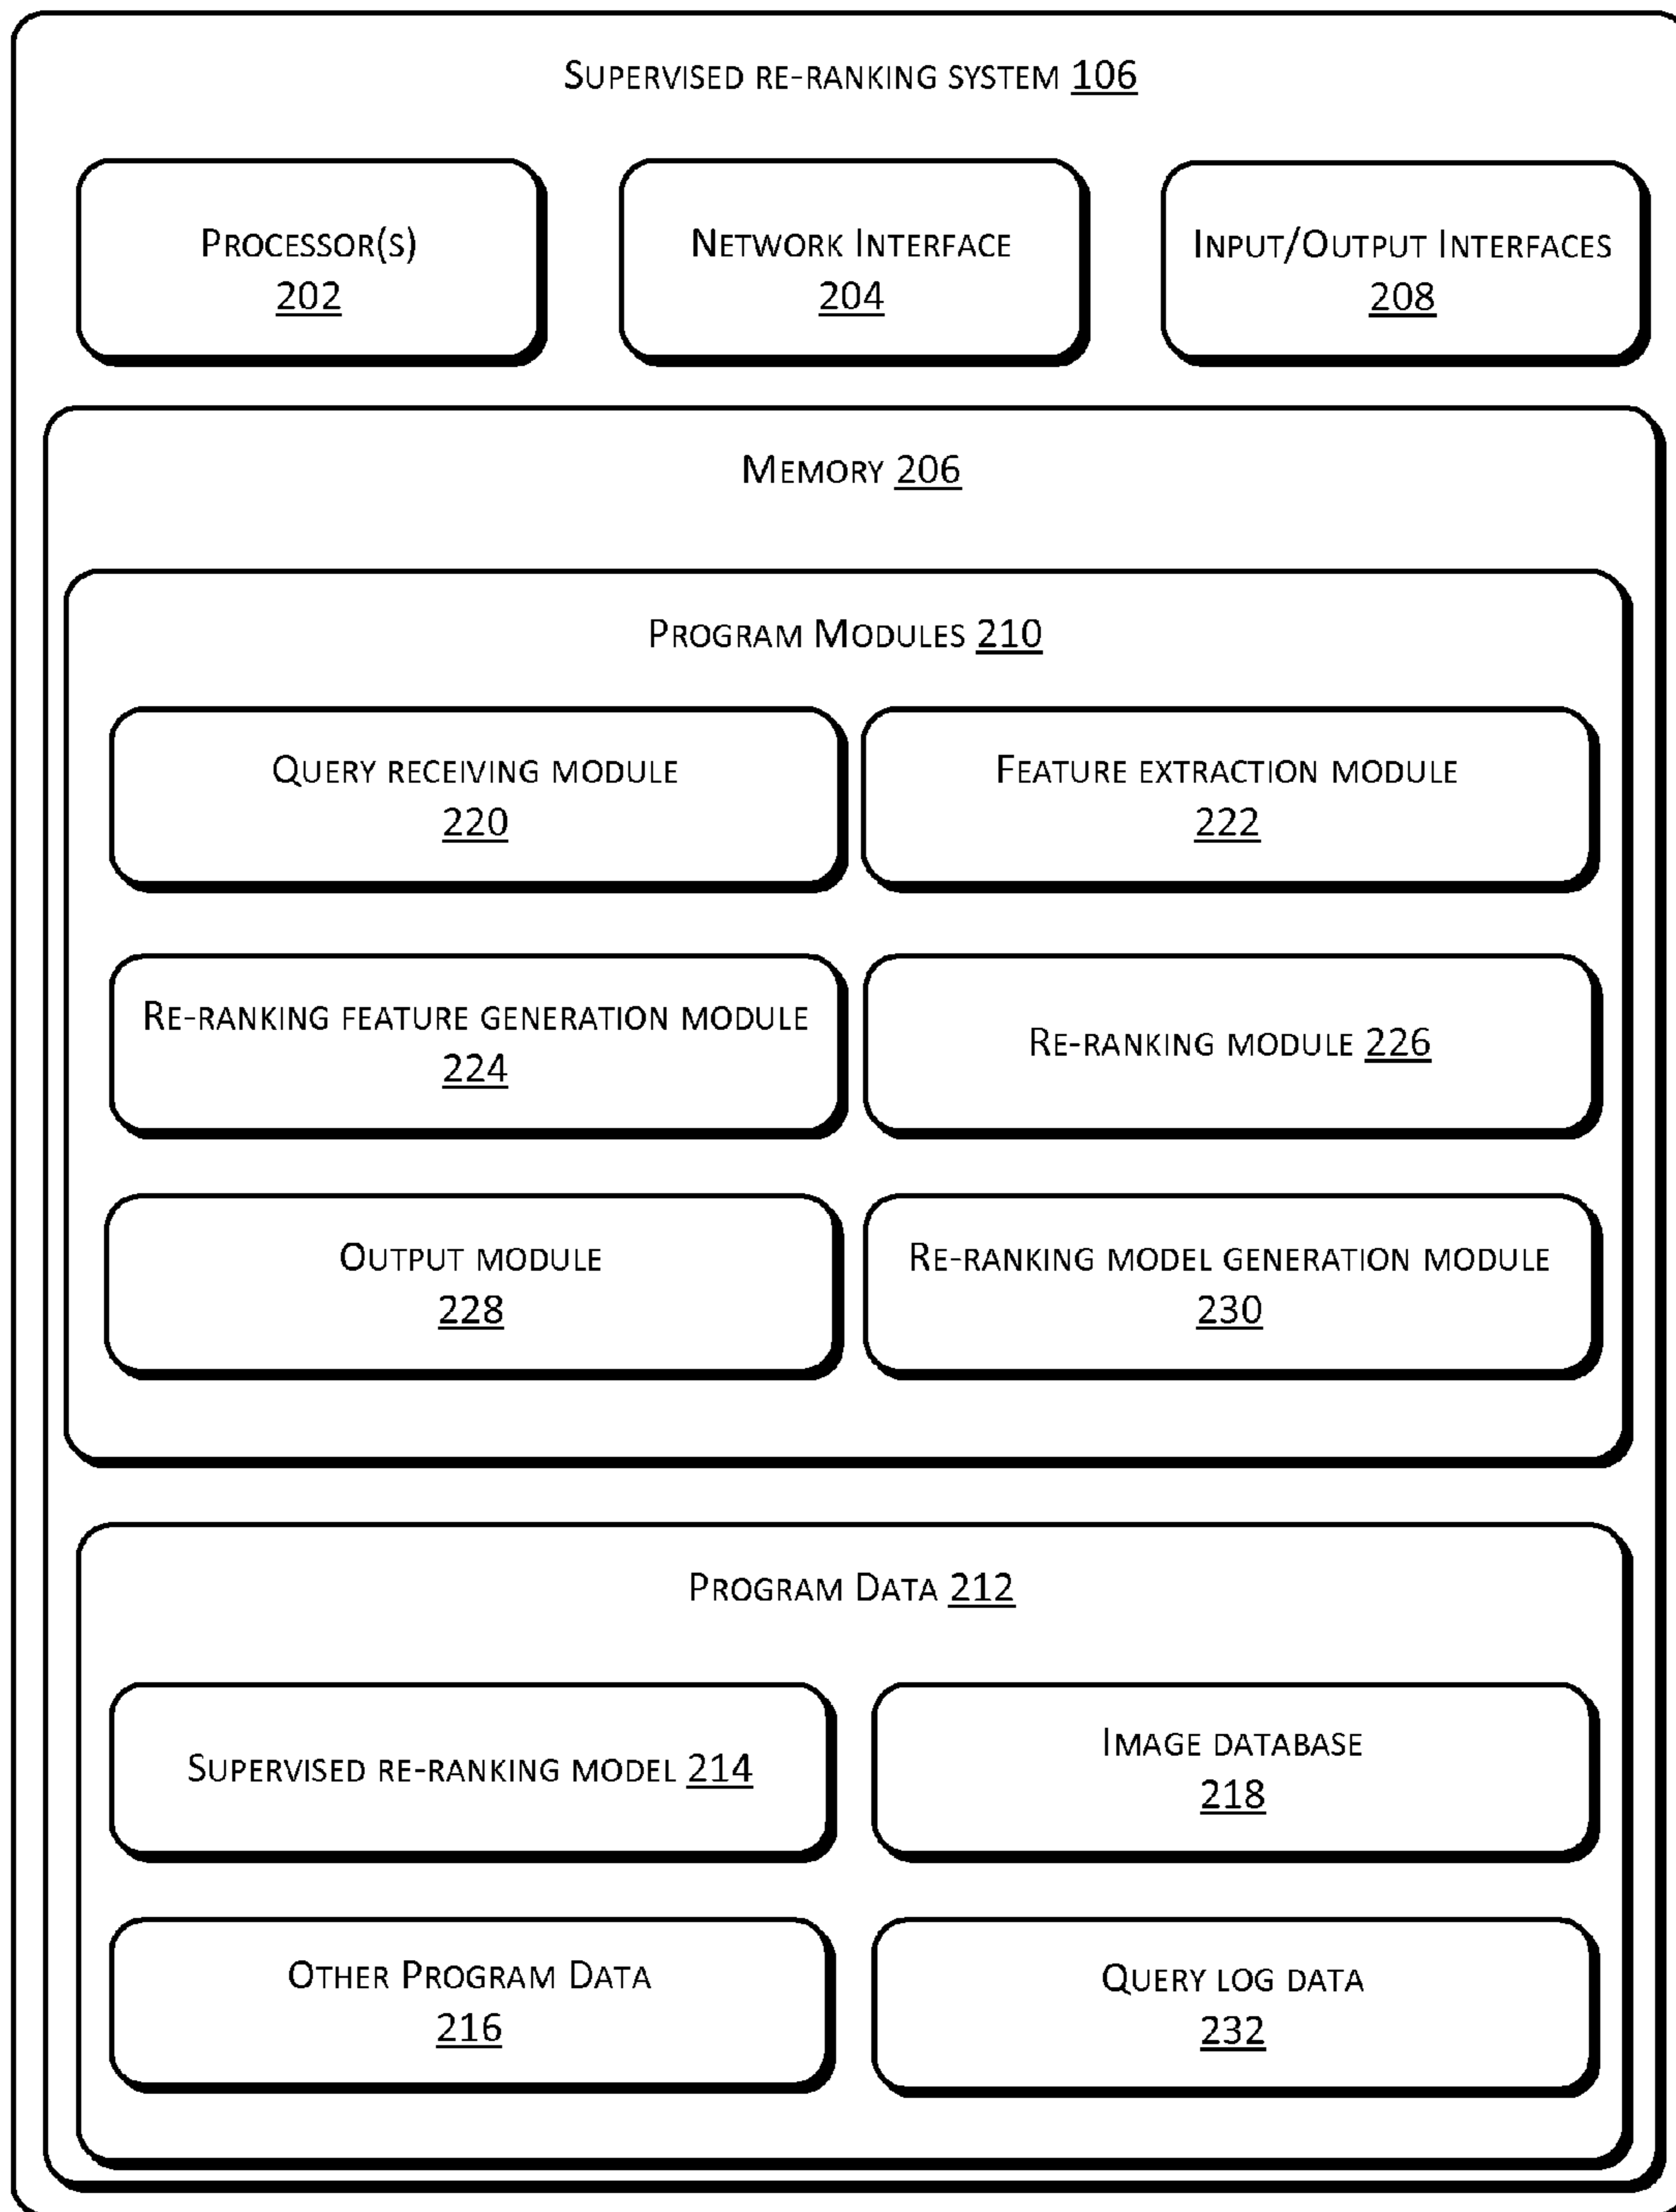 Supervised re-ranking system 106
Processor(s)
202
Network Interface
204
Input/Output Interfaces
208
Memory 206
Program Modules 210
Query receiving module
220
Feature extraction module
222
Re-ranking feature generation module
224
Re-ranking module 226
Output module
228
Re-ranking model generation module
230
Program Data 212
Supervised re-ranking model 214
Image database
218
Other Program Data
216
Query log data
232